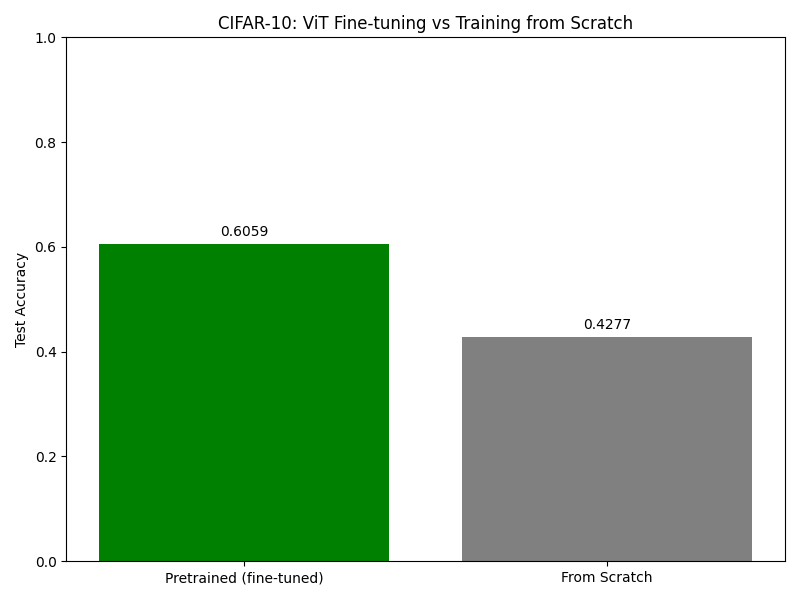 CIFAR-10: ViT Fine-tuning vs Training from Scratch
1.0
0.8
0.6
0.4
0.2
0.0
Test Accuracy
0.6059
0.4277
Pretrained (fine-tuned)
From Scratch